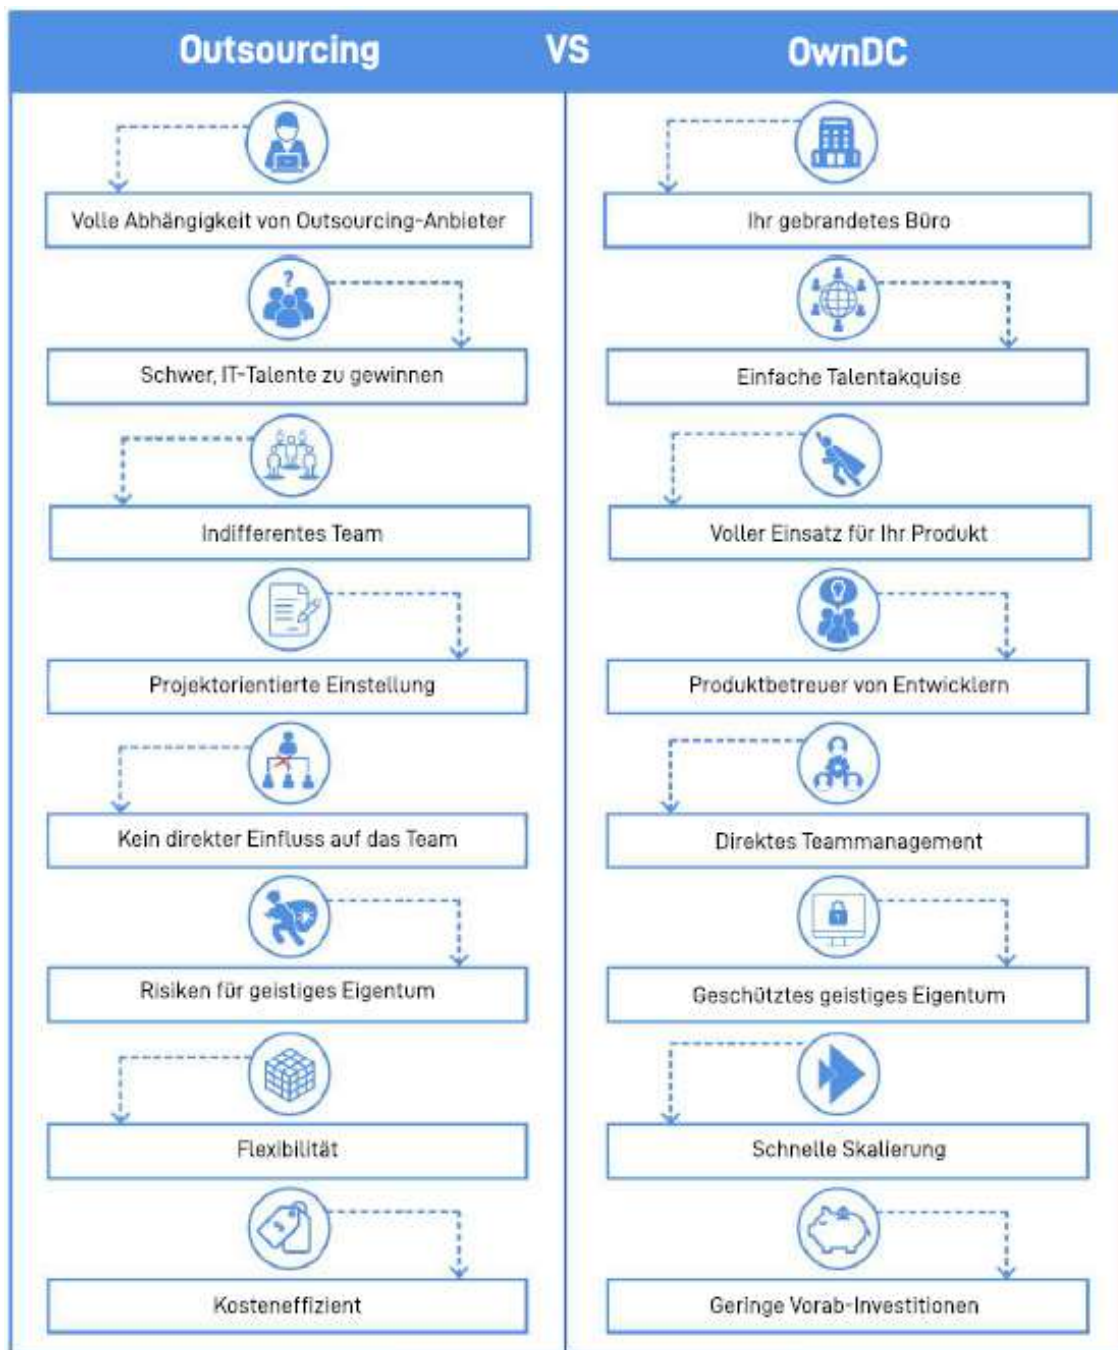 Outsourcing VS OwnDC
Volle Abhängigkeit von Outsourcing-Anbieter
Ihr gebrandetes Büro
?
Schwer, IT-Talente zu gewinnen
Einfache Talentakquise
Indifferentes Team
Voller Einsatz für Ihr Produkt
Projektorientierte Einstellung
Produktbetreuer von Entwicklern
Kein direkter Einfluss auf das Team
Direktes Teammanagement
Risiken für geistiges Eigentum
Geschütztes geistiges Eigentum
Flexibilität
Schnelle Skalierung
$
Kosteneffizient
Geringe Vorab-Investitionen